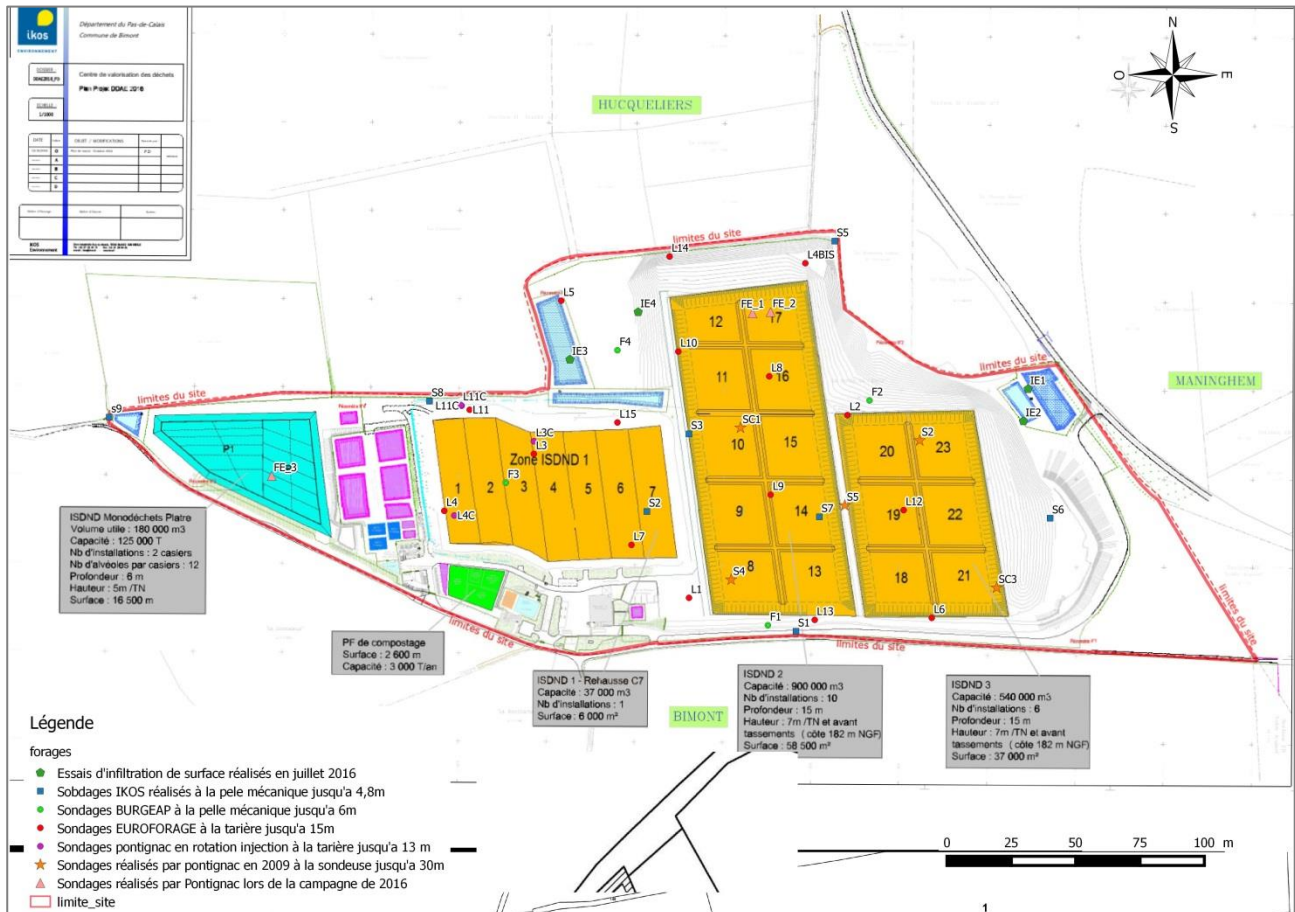 ikos
ENVIRONNEMENT
Département du Pas-de-Calais
Commune de Bimont
Centre de valorisation des déchets
Plan Projet DDAE 2016
DATE
OBJET / MODIFICATIONS
IKOS
Environnement
N
O
E
S
HUCQUELIERS
MANINGHEM
BIMONT
limites du site
limites du site
limites du site
limites du site
limites du site
limites du site
S5
L14
L4BIS
L5
IE4
FE_1
FE_2
12
17
IE3
F4
L10
L8
16
11
IE1
IE2
S8
L11C
L11C
L11
s9
L15
F2
L2
P1
FE_3
L3C
L3
Zone ISDND 1
S3
SC1
10
15
20
S2
23
1
2
F3
3
4
5
6
7
S2
L4
L4C
L7
9
L9
14
S7
S5
L12
19
22
S6
S4
8
13
18
21
SC3
L1
F1
S1
L13
L6
ISDND Monodéchets Platre
Volume utile : 180 000 m3
Capacité : 125 000 T
Nb d'installations : 2 casiers
Nb d'alvéoles par casiers : 12
Profondeur : 6 m
Hauteur : 5m /TN
Surface : 16 500 m
PF de compostage
Surface : 2 600 m
Capacité : 3 000 T/an
ISDND 1 - Rehausse C7
Capacité : 37 000 m3
Nb d'installations : 1
Surface : 6 000 m²
ISDND 2
Capacité : 900 000 m3
Nb d'installations : 10
Profondeur : 15 m
Hauteur : 7m /TN et avant
tassements ( côte 182 m NGF)
Surface : 58 500 m²
ISDND 3
Capacité : 540 000 m3
Nb d'installations : 6
Profondeur : 15 m
Hauteur : 7m /TN et avant
tassements ( côte 182 m NGF)
Surface : 37 000 m²
Légende
forages
Essais d'infiltration de surface réalisés en juillet 2016
Sobdages IKOS réalisés à la pele mécanique jusqu'a 4,8m
Sondages BURGEAP à la pelle mécanique jusqu'à 6m
Sondages EUROFORAGE à la tarière jusqu'à 15m
Sondages pontignac en rotation injection à la tarière jusqu'à 13 m
Sondages réalisés par pontignac en 2009 à la sondeuse jusqu'à 30m
Sondages réalisés par Pontignac lors de la campagne de 2016
limite_site
0 25 50 75 100 m
1